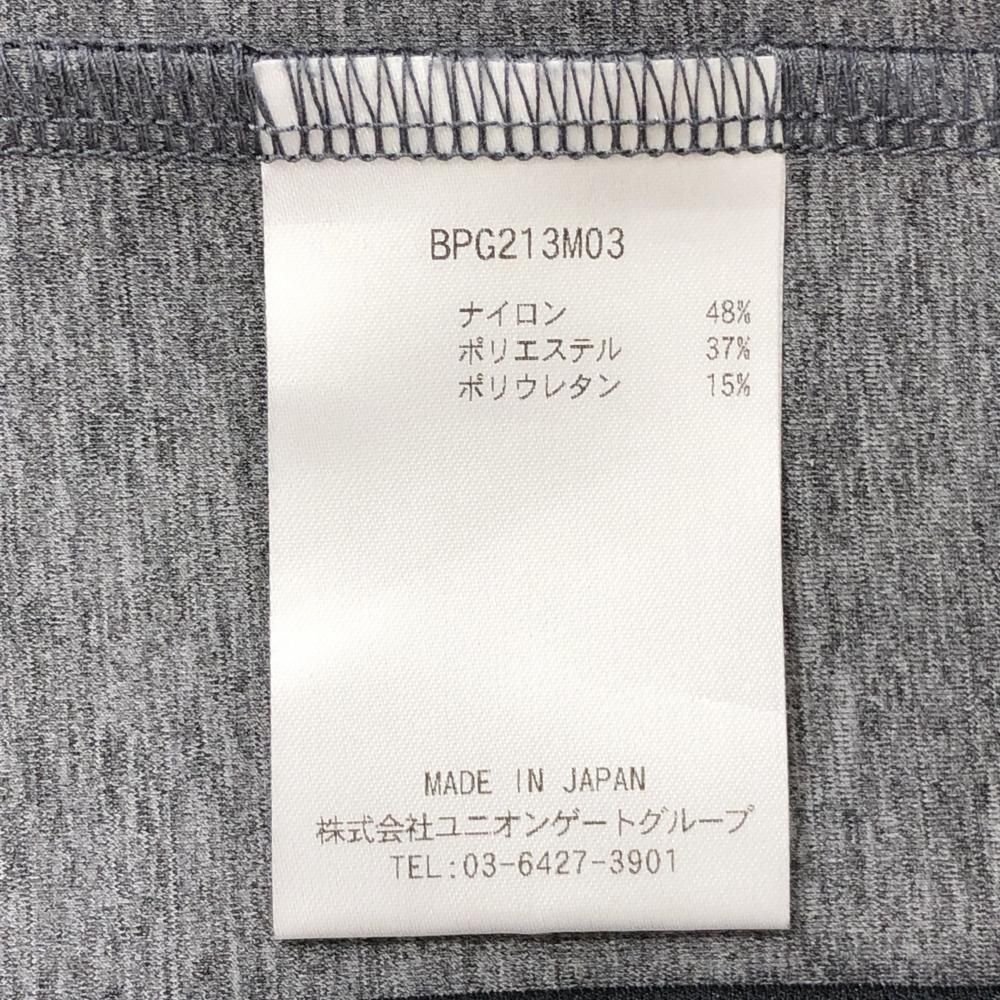 BPG213M03
ナイロン 48%
ポリエステル 37%
ポリウレタン 15%
MADE IN JAPAN
株式会社ユニオンゲートグループ
TEL:03-6427-3901